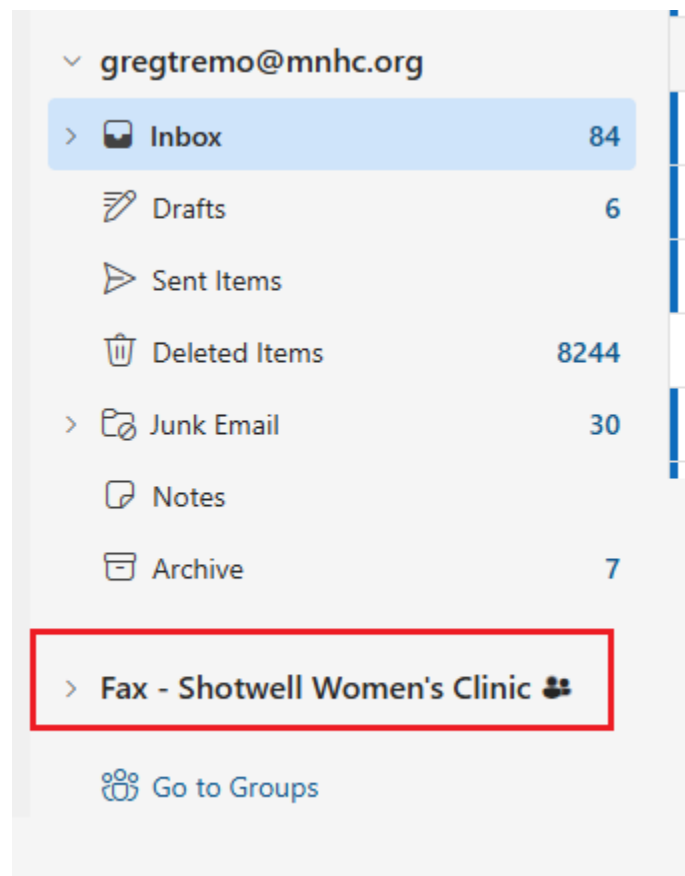 gregtremo@mnhc.org
Inbox 84
Drafts 6
Sent Items
Deleted Items 8244
Junk Email 30
Notes
Archive 7
Fax - Shotwell Women's Clinic
Go to Groups